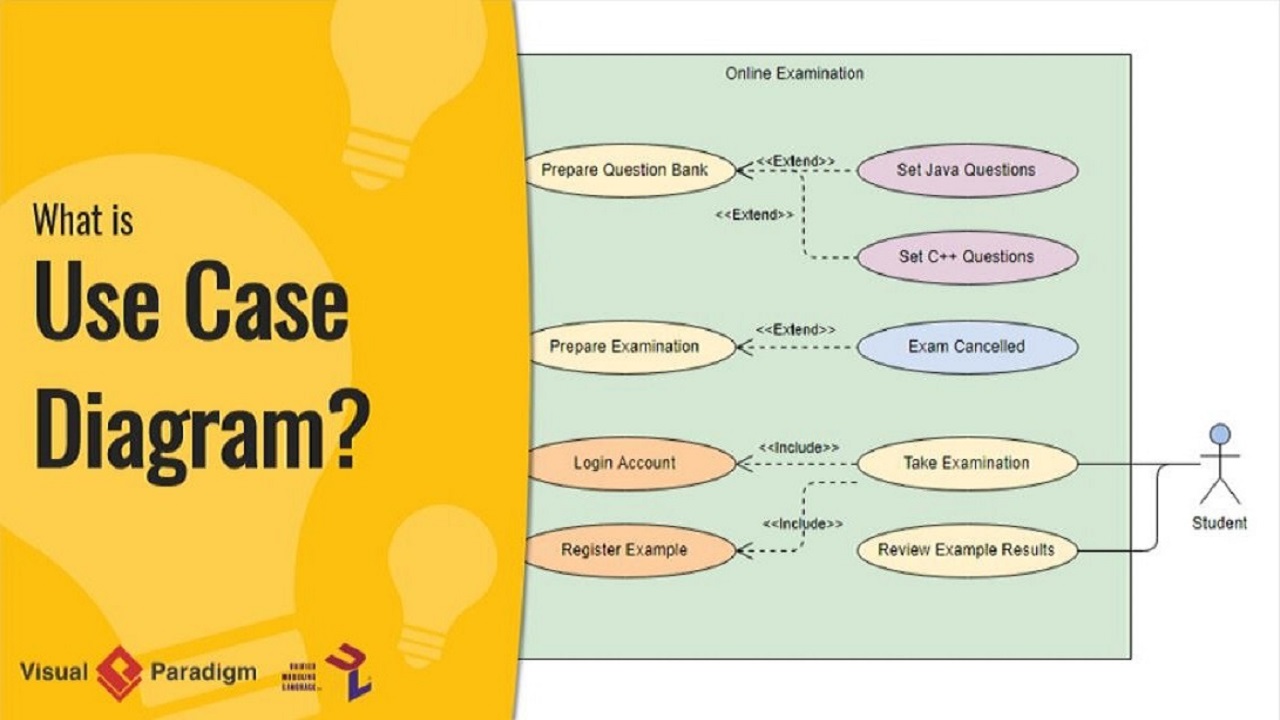 What is
Use Case
Diagram?
Visual Paradigm
UNIFIED
MODELING
LANGUAGE
UL
Online Examination
Prepare Question Bank
<<Extend>>
Set Java Questions
<<Extend>>
Set C++ Questions
Prepare Examination
<<Extend>>
Exam Cancelled
Login Account
<<Include>>
Take Examination
Student
<<Include>>
Register Example
Review Example Results